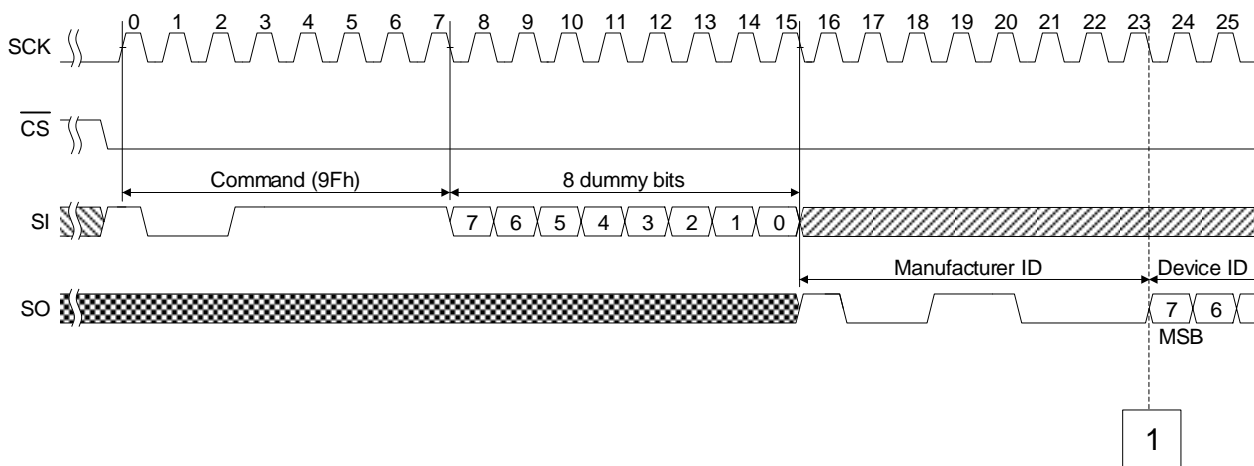 0 1 2 3 4 5 6 7 8 9 10 11 12 13 14 15 16 17 18 19 20 21 22 23 24 25
SCK
CS
Command (9Fh) 8 dummy bits
SI 7 6 5 4 3 2 1 0
Manufacturer ID Device ID
SO 7 6
MSB
1